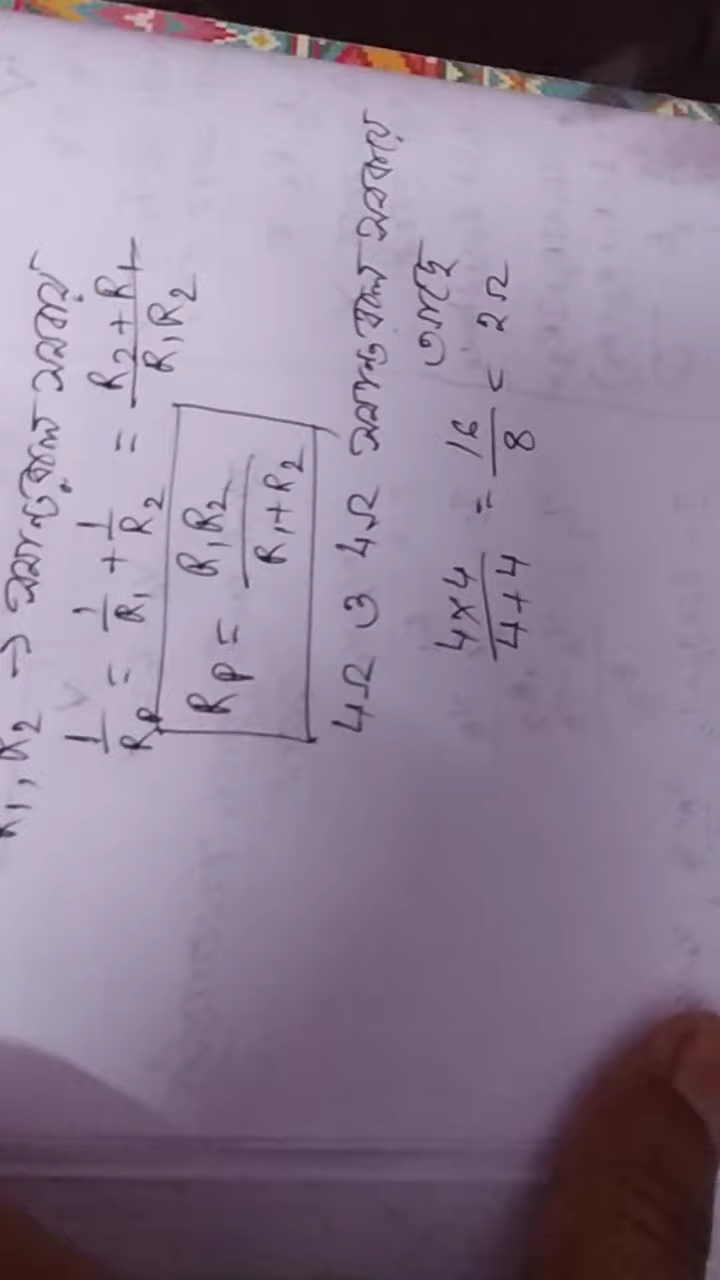 R₁, R₂ → সমান্তরাল সমবায়
1/Rp = 1/R₁ + 1/R₂ = (R₂ + R₁)/(R₁R₂)
Rp = R₁R₂/(R₁+R₂)
4Ω ও 4Ω সমান্তরাল সমবায়
4×4/4+4 = 16/8 = 2Ω